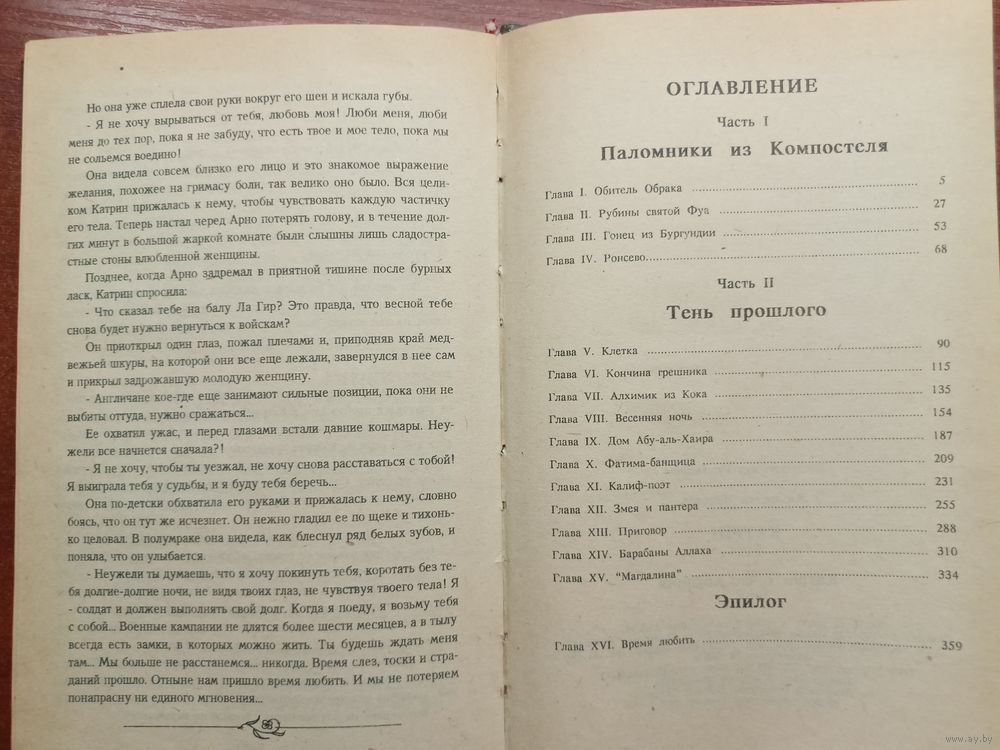 Но она уже сплела свои руки вокруг его шеи и искала губы.
- Я не хочу вырываться от тебя, любовь моя! Люби меня, люби
меня до тех пор, пока я не забуду, что есть твое и мое тело, пока мы
не сольемся воедино!
Она видела совсем близко его лицо и это знакомое выражение
желания, похожее на гримасу боли, так велико оно было. Вся цели-
ком Катрин прижалась к нему, чтобы чувствовать каждую частичку
его тела. Теперь настал черед Арно потерять голову, и в течение дол-
гих минут в большой жаркой комнате были слышны лишь сладостра-
стные стоны влюбленной женщины.
Позднее, когда Арно задремал в приятной тишине после бурных
ласк, Катрин спросила:
- Что сказал тебе на балу Ла Гир? Это правда, что весной тебе
снова будет нужно вернуться к войскам?
Он приоткрыл один глаз, пожал плечами и, приподняв край мед-
вежьей шкуры, на которой они все еще лежали, завернулся в нее сам
и прикрыл задрожавшую молодую женщину.
- Англичане кое-где еще занимают сильные позиции, пока они не
выбиты оттуда, нужно сражаться...
Ее охватил ужас, и перед глазами встали давние кошмары. Неу-
жели все начнется сначала?!
- Я не хочу, чтобы ты уезжал, не хочу снова расставаться с тобой!
Я выиграла тебя у судьбы, и я буду тебя беречь...
Она по-детски обхватила его руками и прижалась к нему, словно
боясь, что он тут же исчезнет. Он нежно гладил ее по щеке и тихонь-
ко целовал. В полумраке она видела, как блеснул ряд белых зубов, и
поняла, что он улыбается.
- Неужели ты думаешь, что я хочу покинуть тебя, коротать без те-
бя долгие-долгие ночи, не видя твоих глаз, не чувствуя твоего тела! Я
- солдат и должен выполнять свой долг. Когда я поеду, я возьму тебя
с собой... Военные кампании не длятся более шести месяцев, а в тылу
всегда есть замки, в которых можно жить. Ты будешь ждать меня
там... Мы больше не расстанемся... никогда. Время слез, тоски и стра-
даний прошло. Отныне нам пришло время любить. И мы не потеряем
понапрасну ни единого мгновения...
ОГЛАВЛЕНИЕ
Часть I
Паломники из Компостеля
Глава I. Обитель Обрака 5
Глава II. Рубины святой Фуа 27
Глава III. Гонец из Бургундии 53
Глава IV. Ронсево 68
Часть II
Тень прошлого
Глава V. Клетка 90
Глава VI. Кончина грешника 115
Глава VII. Алхимик из Кока 135
Глава VIII. Весенняя ночь 154
Глава IX. Дом Абу-аль-Хаира 187
Глава X. Фатима-банщица 209
Глава XI. Калиф-поэт 231
Глава XII. Змея и пантера 255
Глава XIII. Приговор 288
Глава XIV. Барабаны Аллаха 310
Глава XV. "Магдалина" 334
Эпилог
Глава XVI. Время любить 359
www.ay.by